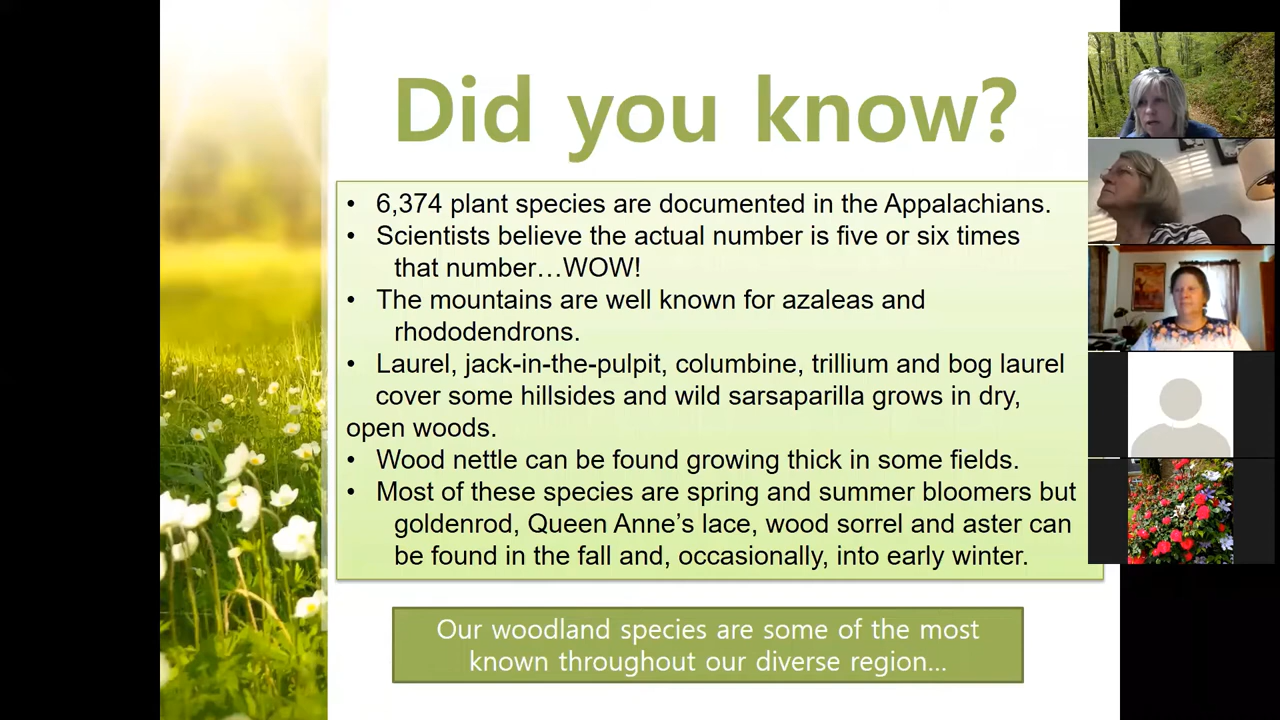 Did you know?
• 6,374 plant species are documented in the Appalachians.
• Scientists believe the actual number is five or six times
that number…WOW!
• The mountains are well known for azaleas and
rhododendrons.
• Laurel, jack-in-the-pulpit, columbine, trillium and bog laurel
cover some hillsides and wild sarsaparilla grows in dry,
open woods.
• Wood nettle can be found growing thick in some fields.
• Most of these species are spring and summer bloomers but
goldenrod, Queen Anne’s lace, wood sorrel and aster can
be found in the fall and, occasionally, into early winter.
Our woodland species are some of the most
known throughout our diverse region…